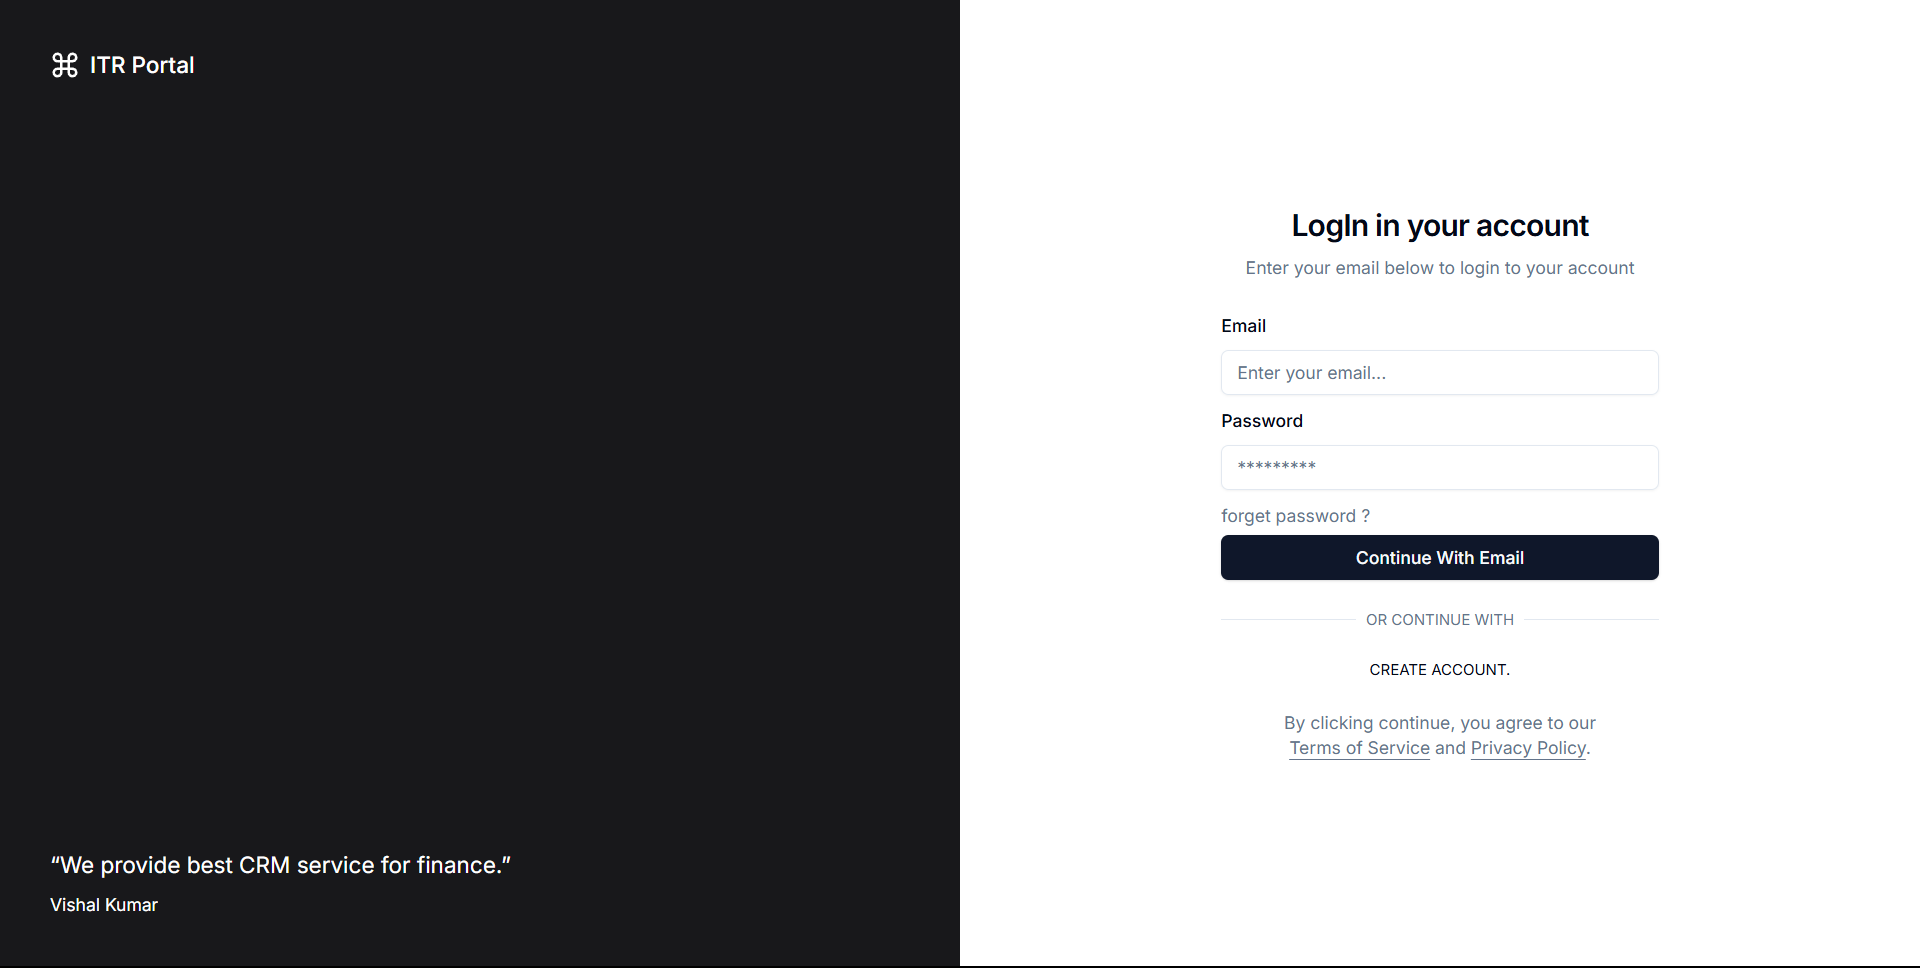 ITR Portal
LogIn in your account
Enter your email below to login to your account
Email
Enter your email...
Password
*********
forget password ?
Continue With Email
OR CONTINUE WITH
CREATE ACCOUNT.
By clicking continue, you agree to our
Terms of Service and Privacy Policy.
“We provide best CRM service for finance.”
Vishal Kumar